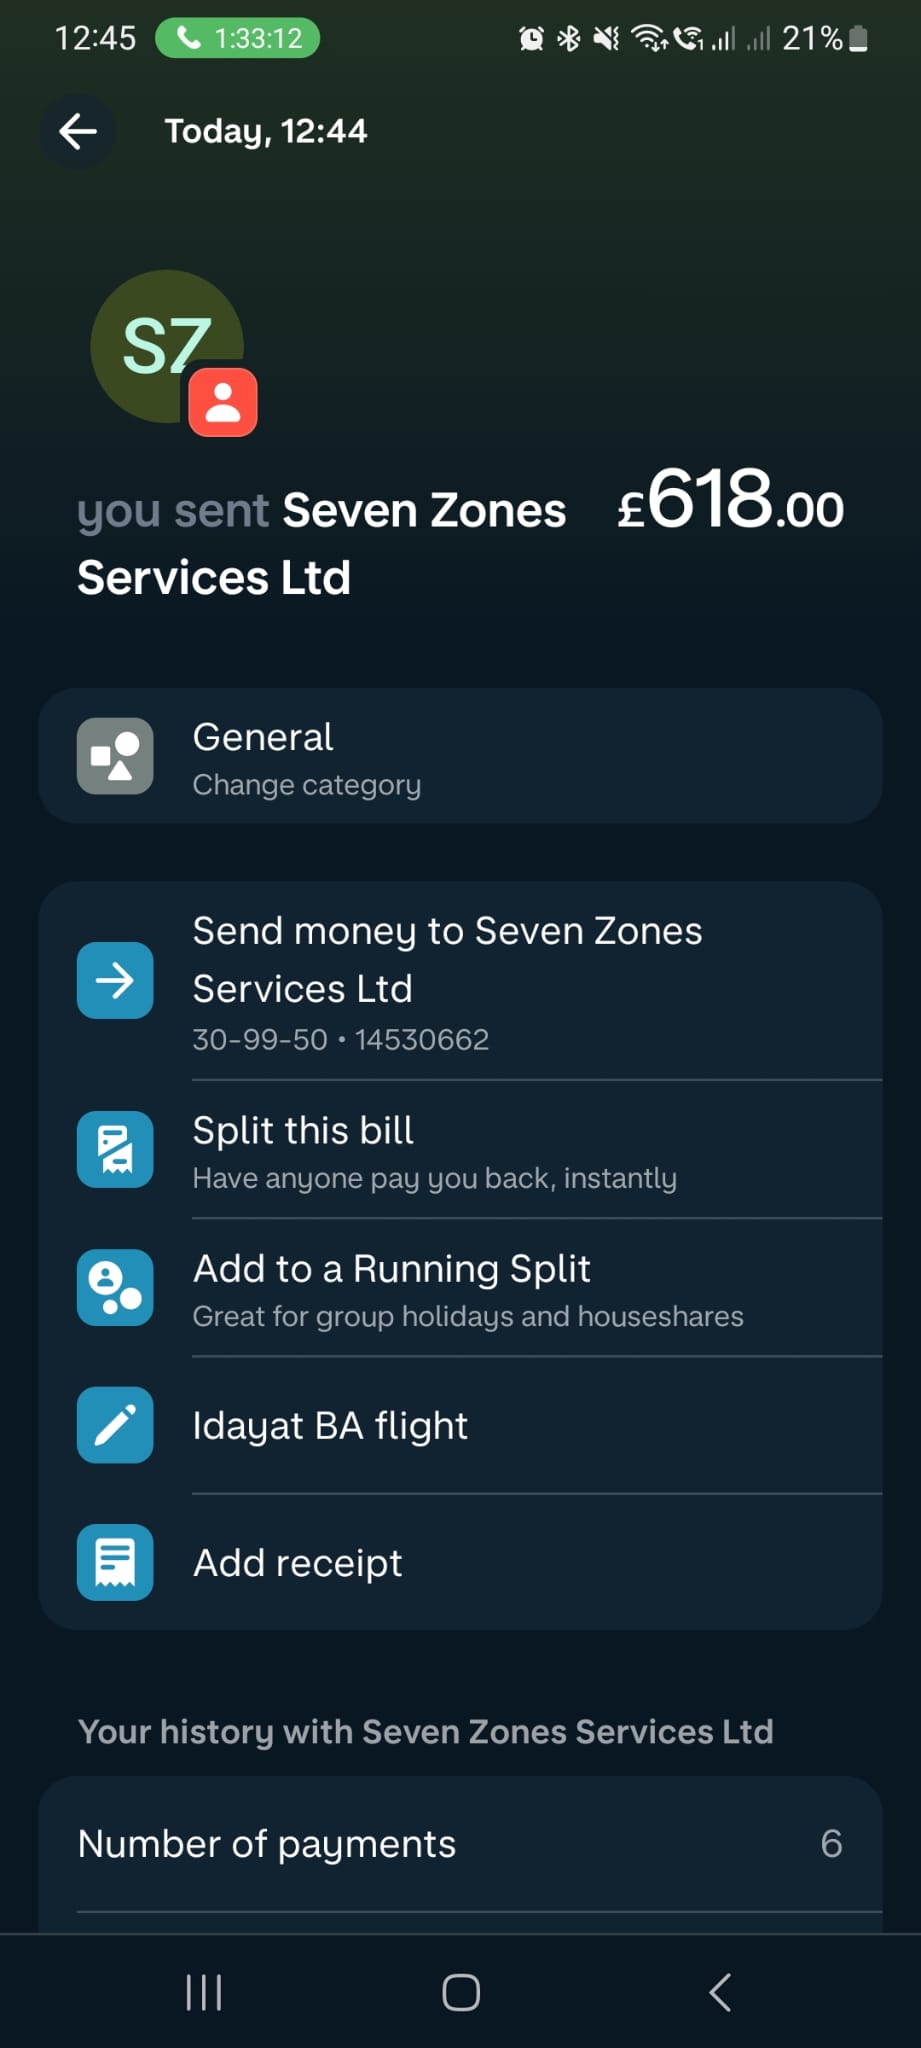 12:45 1:33:12 21%
Today, 12:44
SZ
you sent Seven Zones £618.00
Services Ltd
General
Change category
Send money to Seven Zones
Services Ltd
30-99-50 • 14530662
Split this bill
Have anyone pay you back, instantly
Add to a Running Split
Great for group holidays and houseshares
Idayat BA flight
Add receipt
Your history with Seven Zones Services Ltd
Number of payments 6